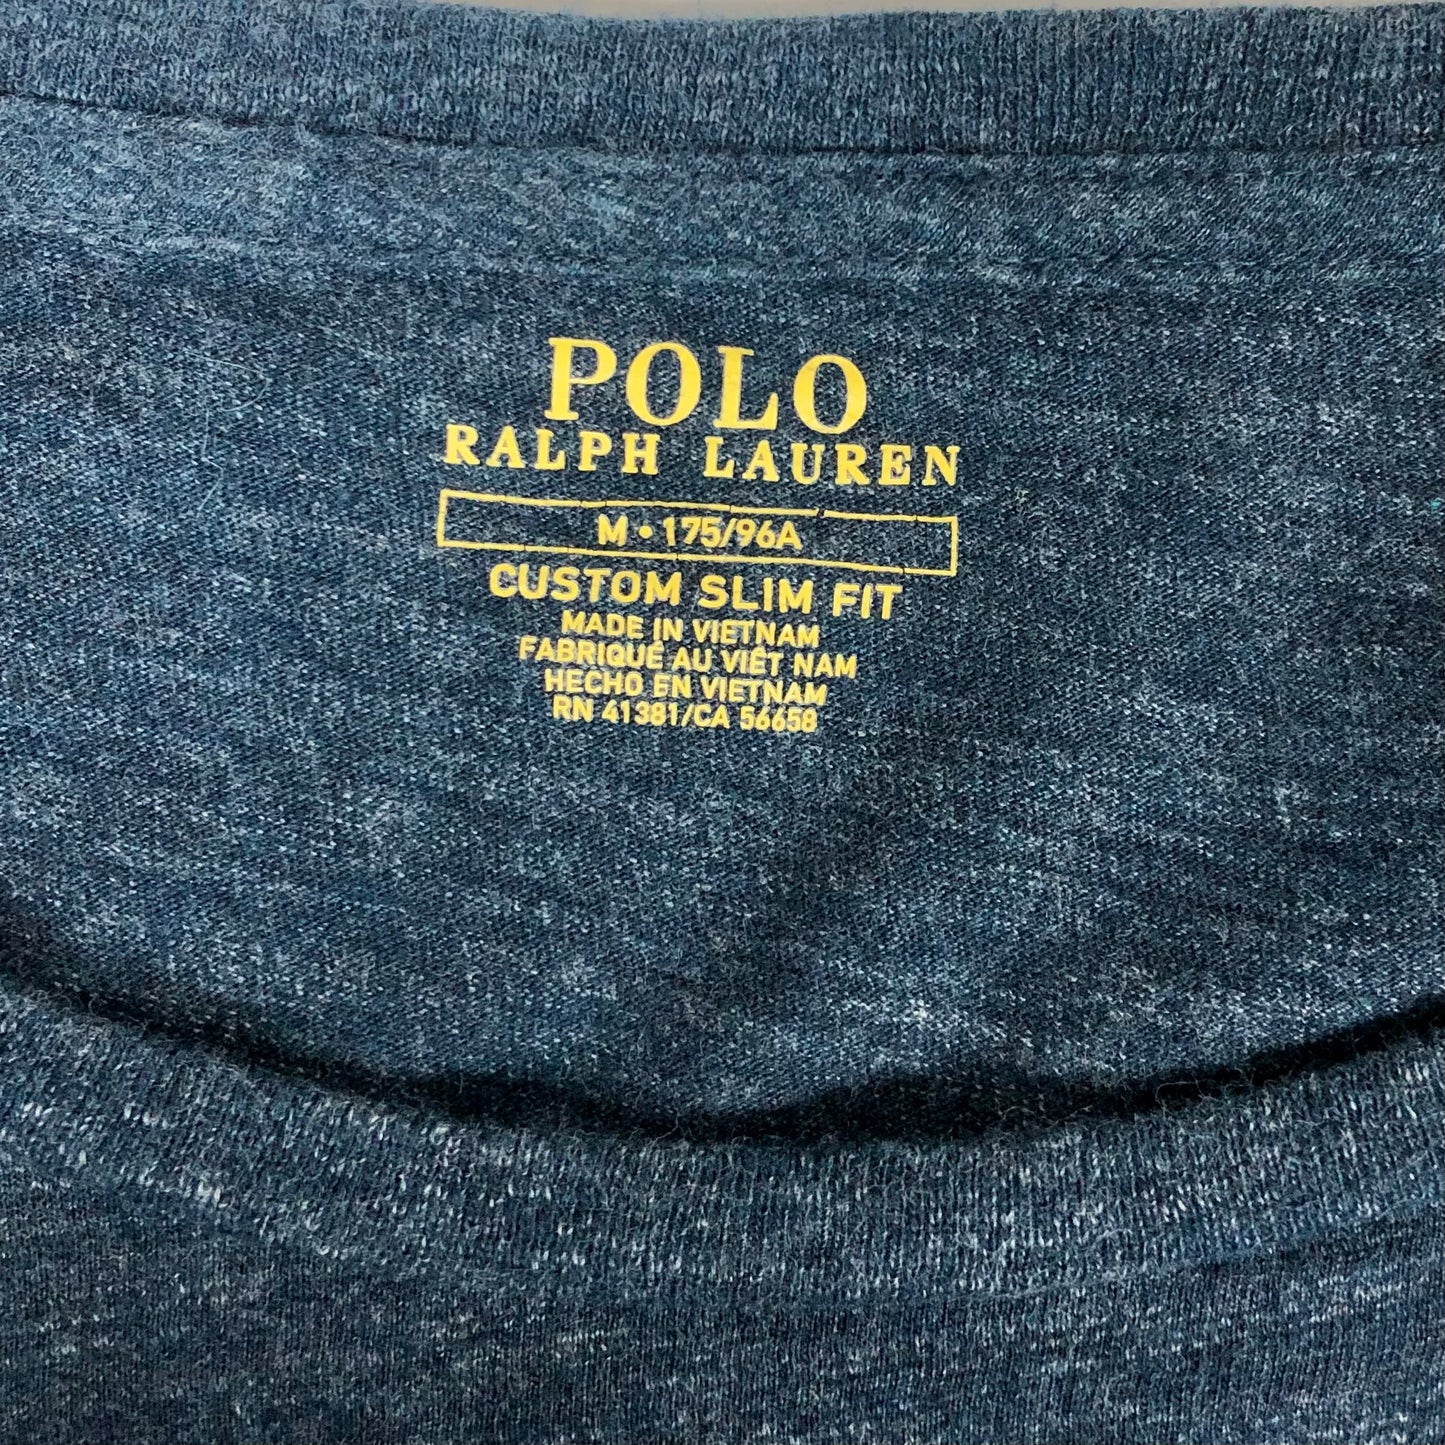 POLO
RALPH LAUREN
M • 175/96A
CUSTOM SLIM FIT
MADE IN VIETNAM
FABRIQUÉ AU VIÊT NAM
HECHO EN VIETNAM
RN 41381/CA 56658